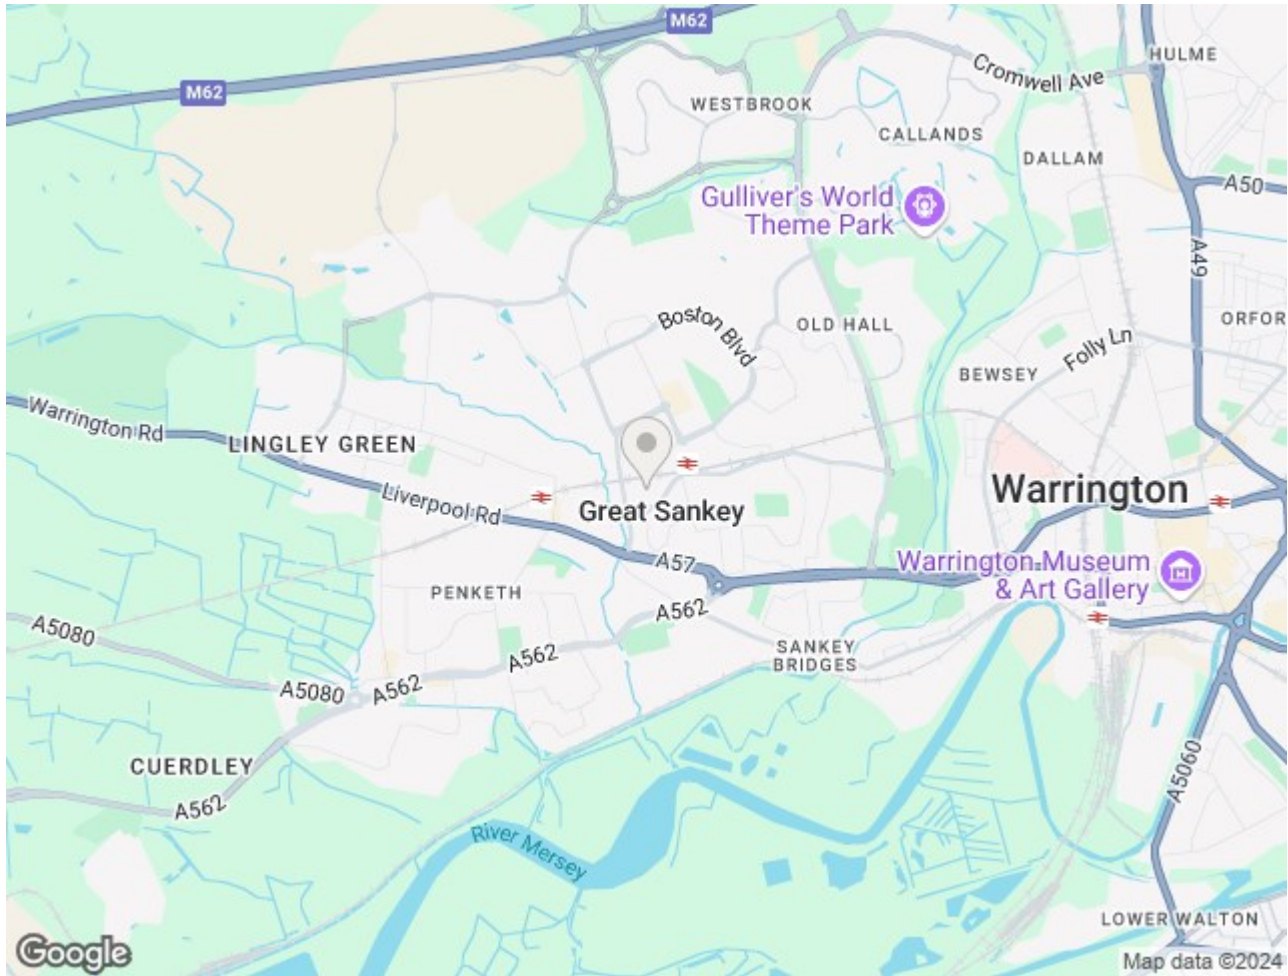 M62
M62
HULME
Cromwell Ave
WESTBROOK
CALLANDS
DALLAM
A50
Gulliver's World
Theme Park
A49
Boston Blvd
OLD HALL
ORFOR
Folly Ln
BEWSEY
Warrington Rd
LINGLEY GREEN
Liverpool Rd
Great Sankey
Warrington
A57
Warrington Museum
& Art Gallery
PENKETH
A562
A5080
SANKEY
BRIDGES
A562
A5080
A562
CUERDLEY
A562
A5060
River Mersey
LOWER WALTON
Google
Map data ©2024